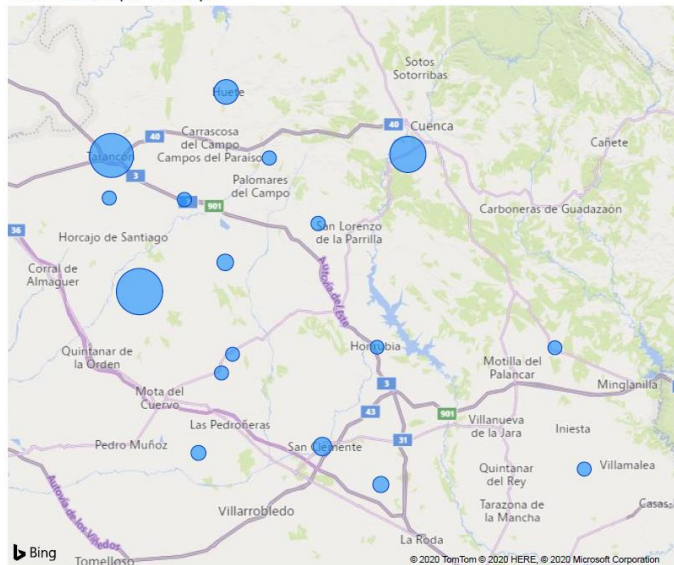 Sotos
Sotorribas
Huete
40
Carrascosa
del Campo
Campos del Paraiso
40
Cuenca
Cañete
Tarancón
3
Palomares
del Campo
901
Carboneras de Guadazaón
36
Horcajo de Santiago
San Lorenzo
de la Parrilla
Corral de
Almaguer
Autovía del Este
Quintanar de
la Orden
Honrubia
Motilla del
Palancar
Minglanilla
3
Mota del
Cuervo
43
901
Las Pedroñeras
Villanueva
de la Jara
Iniesta
Pedro Muñoz
San Clemente
31
Quintanar
del Rey
Villamalea
Autovía de los Viñedos
Villarrobledo
Tarazona de
la Mancha
Casas-
La Roda
Tomelloso
Bing
© 2020 TomTom © 2020 HERE, © 2020 Microsoft Corporation